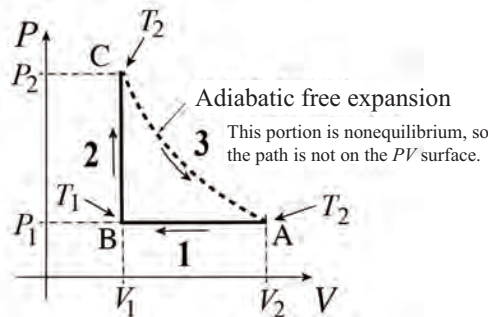 P
C
T₂
P₂
Adiabatic free expansion
This portion is nonequilibrium, so
the path is not on the PV surface.
3
2
T₁
T₂
P₁
B
A
1
V₁
V₂
V